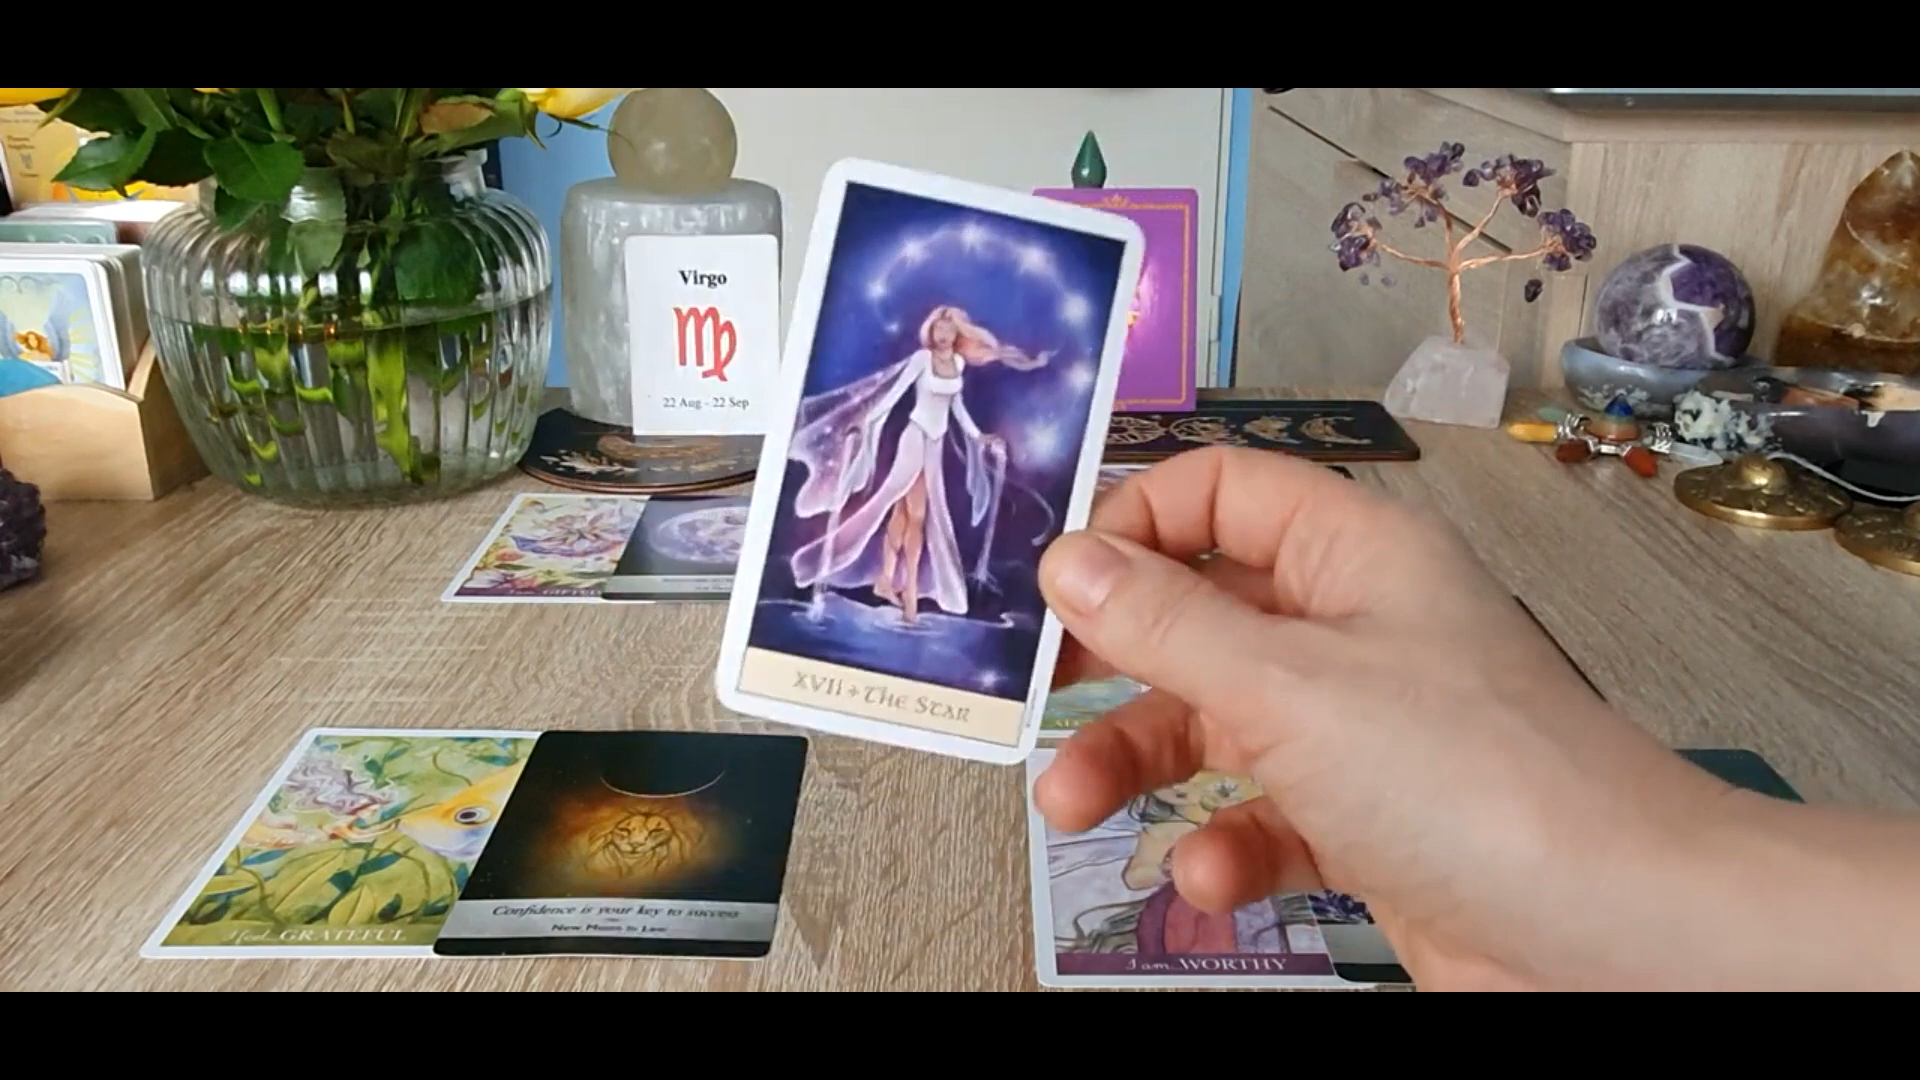 Virgo
22 Aug - 22 Sep
XVII + THE STAR
I feel... GRATEFUL
Confidence is your key to success
New Moon in Leo
I am... WORTHY